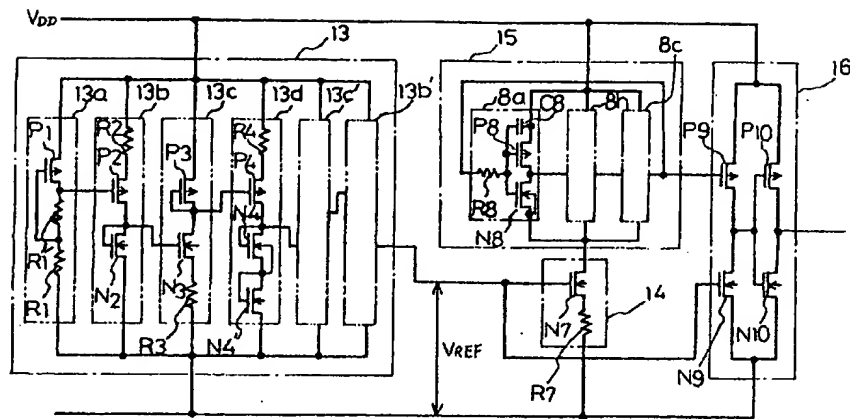 VDD
13
15
8c
16
13a
13b
13c
13d
13c'
13b'
8a
8b
C8
P1
R2
P2
P3
R4
P4
P8
P9
P10
R1'
R1
N2
N3
R3
N4
N4'
R8
N8
N7
14
R7
VREF
N9
N10